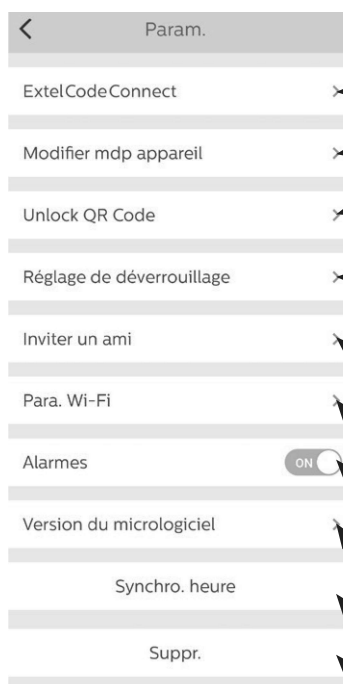 Param.
ExtelCodeConnect
Modifier mdp appareil
Unlock QR Code
Réglage de déverrouillage
Inviter un ami
Para. Wi-Fi
Alarmes ON
Version du micrologiciel
Synchro. heure
Suppr.